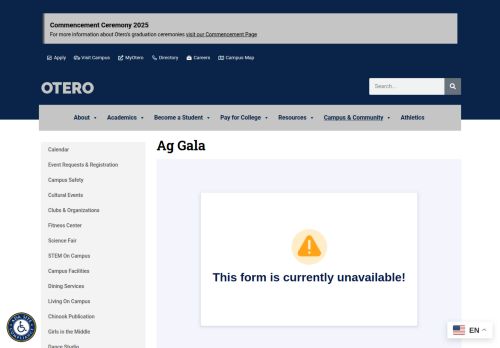 Commencement Ceremony 2025
For more information about Otero's graduation ceremonies visit our Commencement Page
Apply Visit Campus MyOtero Directory Careers Campus Map
OTERO
Search...
About Academics Become a Student Pay for College Resources Campus & Community Athletics
Calendar
Event Requests & Registration
Campus Safety
Cultural Events
Clubs & Organizations
Fitness Center
Science Fair
STEM On Campus
Campus Facilities
Dining Services
Living On Campus
Chinook Publication
Girls in the Middle
Dance Studio
Ag Gala
This form is currently unavailable!
EN